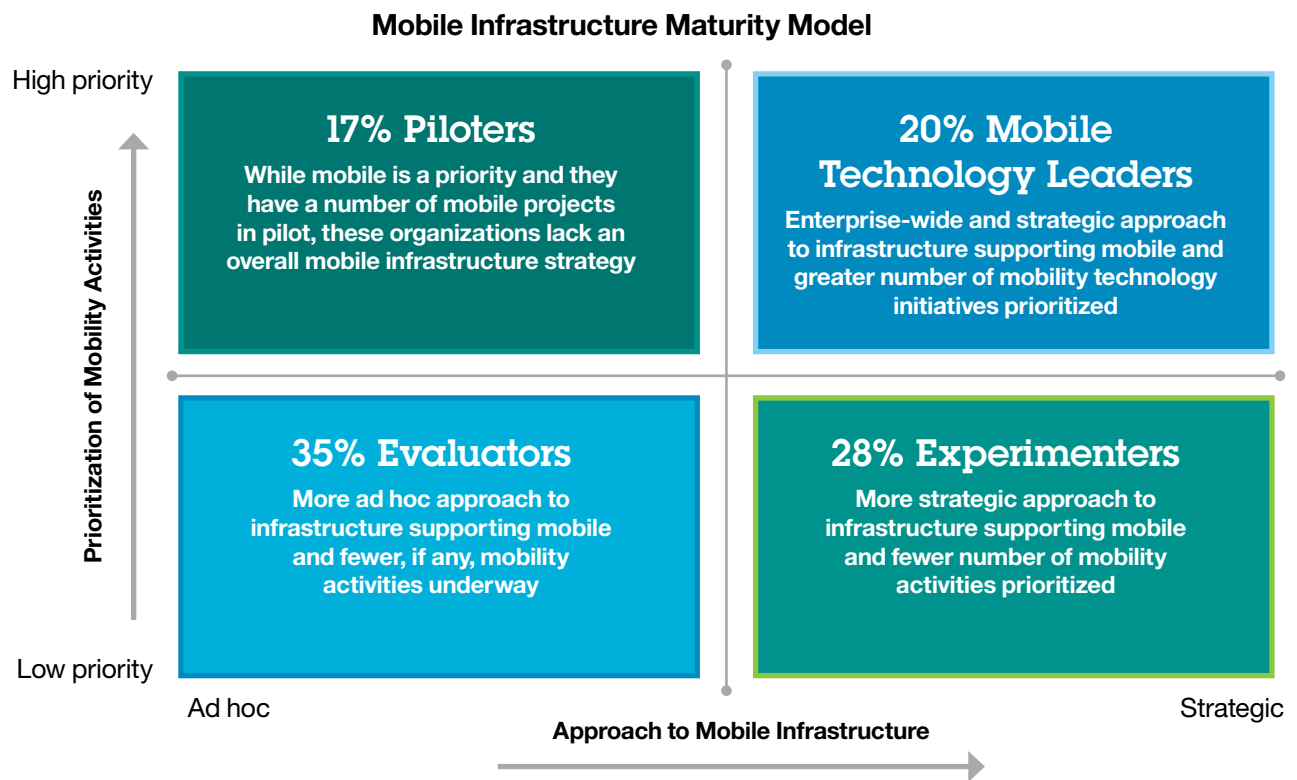 Mobile Infrastructure Maturity Model
High priority
17% Piloters
While mobile is a priority and they
have a number of mobile projects
in pilot, these organizations lack an
overall mobile infrastructure strategy
20% Mobile
Technology Leaders
Enterprise-wide and strategic approach
to infrastructure supporting mobile and
greater number of mobility technology
initiatives prioritized
Prioritization of Mobility Activities
35% Evaluators
More ad hoc approach to
infrastructure supporting mobile
and fewer, if any, mobility
activities underway
28% Experimenters
More strategic approach to
infrastructure supporting mobile
and fewer number of mobility
activities prioritized
Low priority
Ad hoc
Strategic
Approach to Mobile Infrastructure